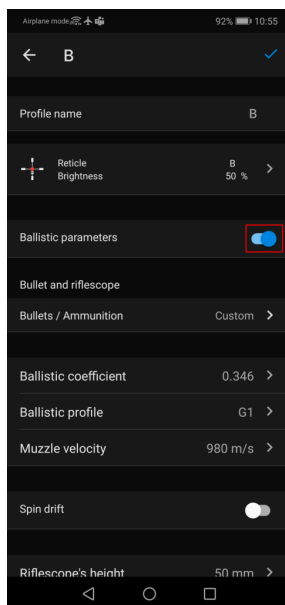 Airplane mode 92% 10:55
B
Profile name B
Reticle B
Brightness 50 %
Ballistic parameters
Bullet and riflescope
Bullets / Ammunition Custom
Ballistic coefficient 0.346
Ballistic profile G1
Muzzle velocity 980 m/s
Spin drift
Riflescope's height 50 mm